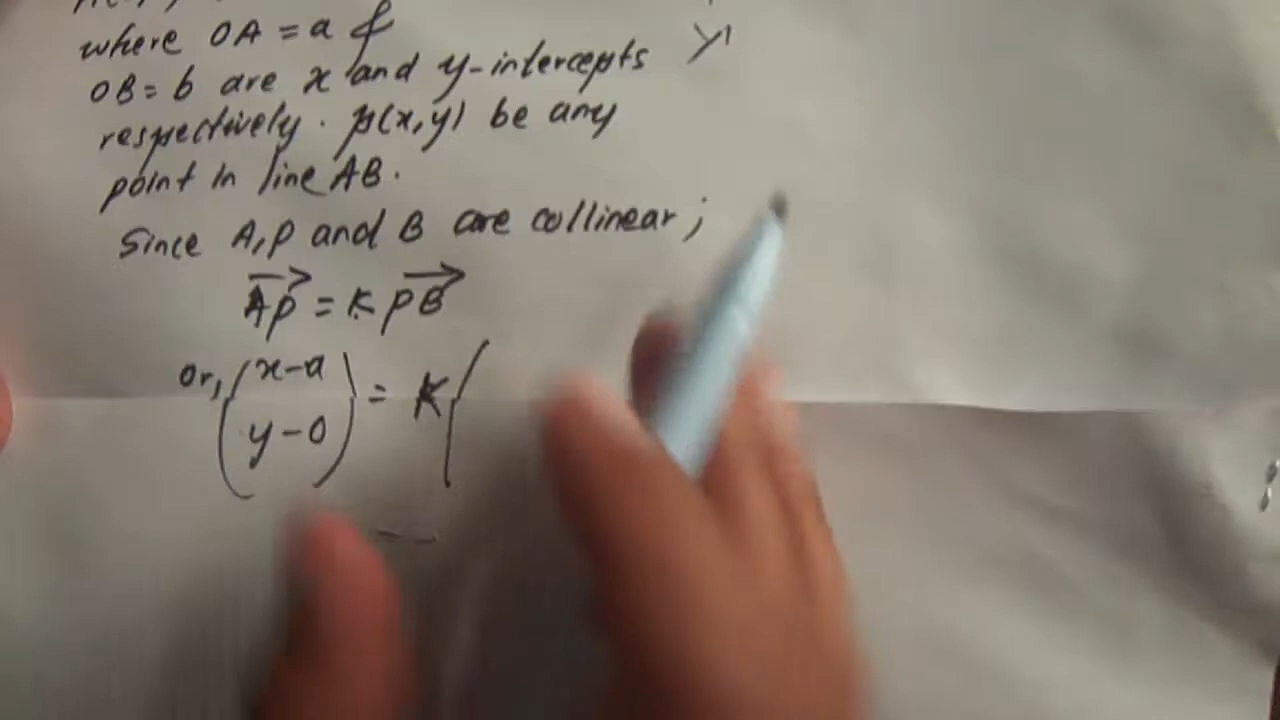 where OA = a &
OB = b are x and y-intercepts
respectively. p(x,y) be any
point in line AB.
Since A,P and B are collinear;
→AP = K →PB
or, (x-a
y-0) = K(
y'